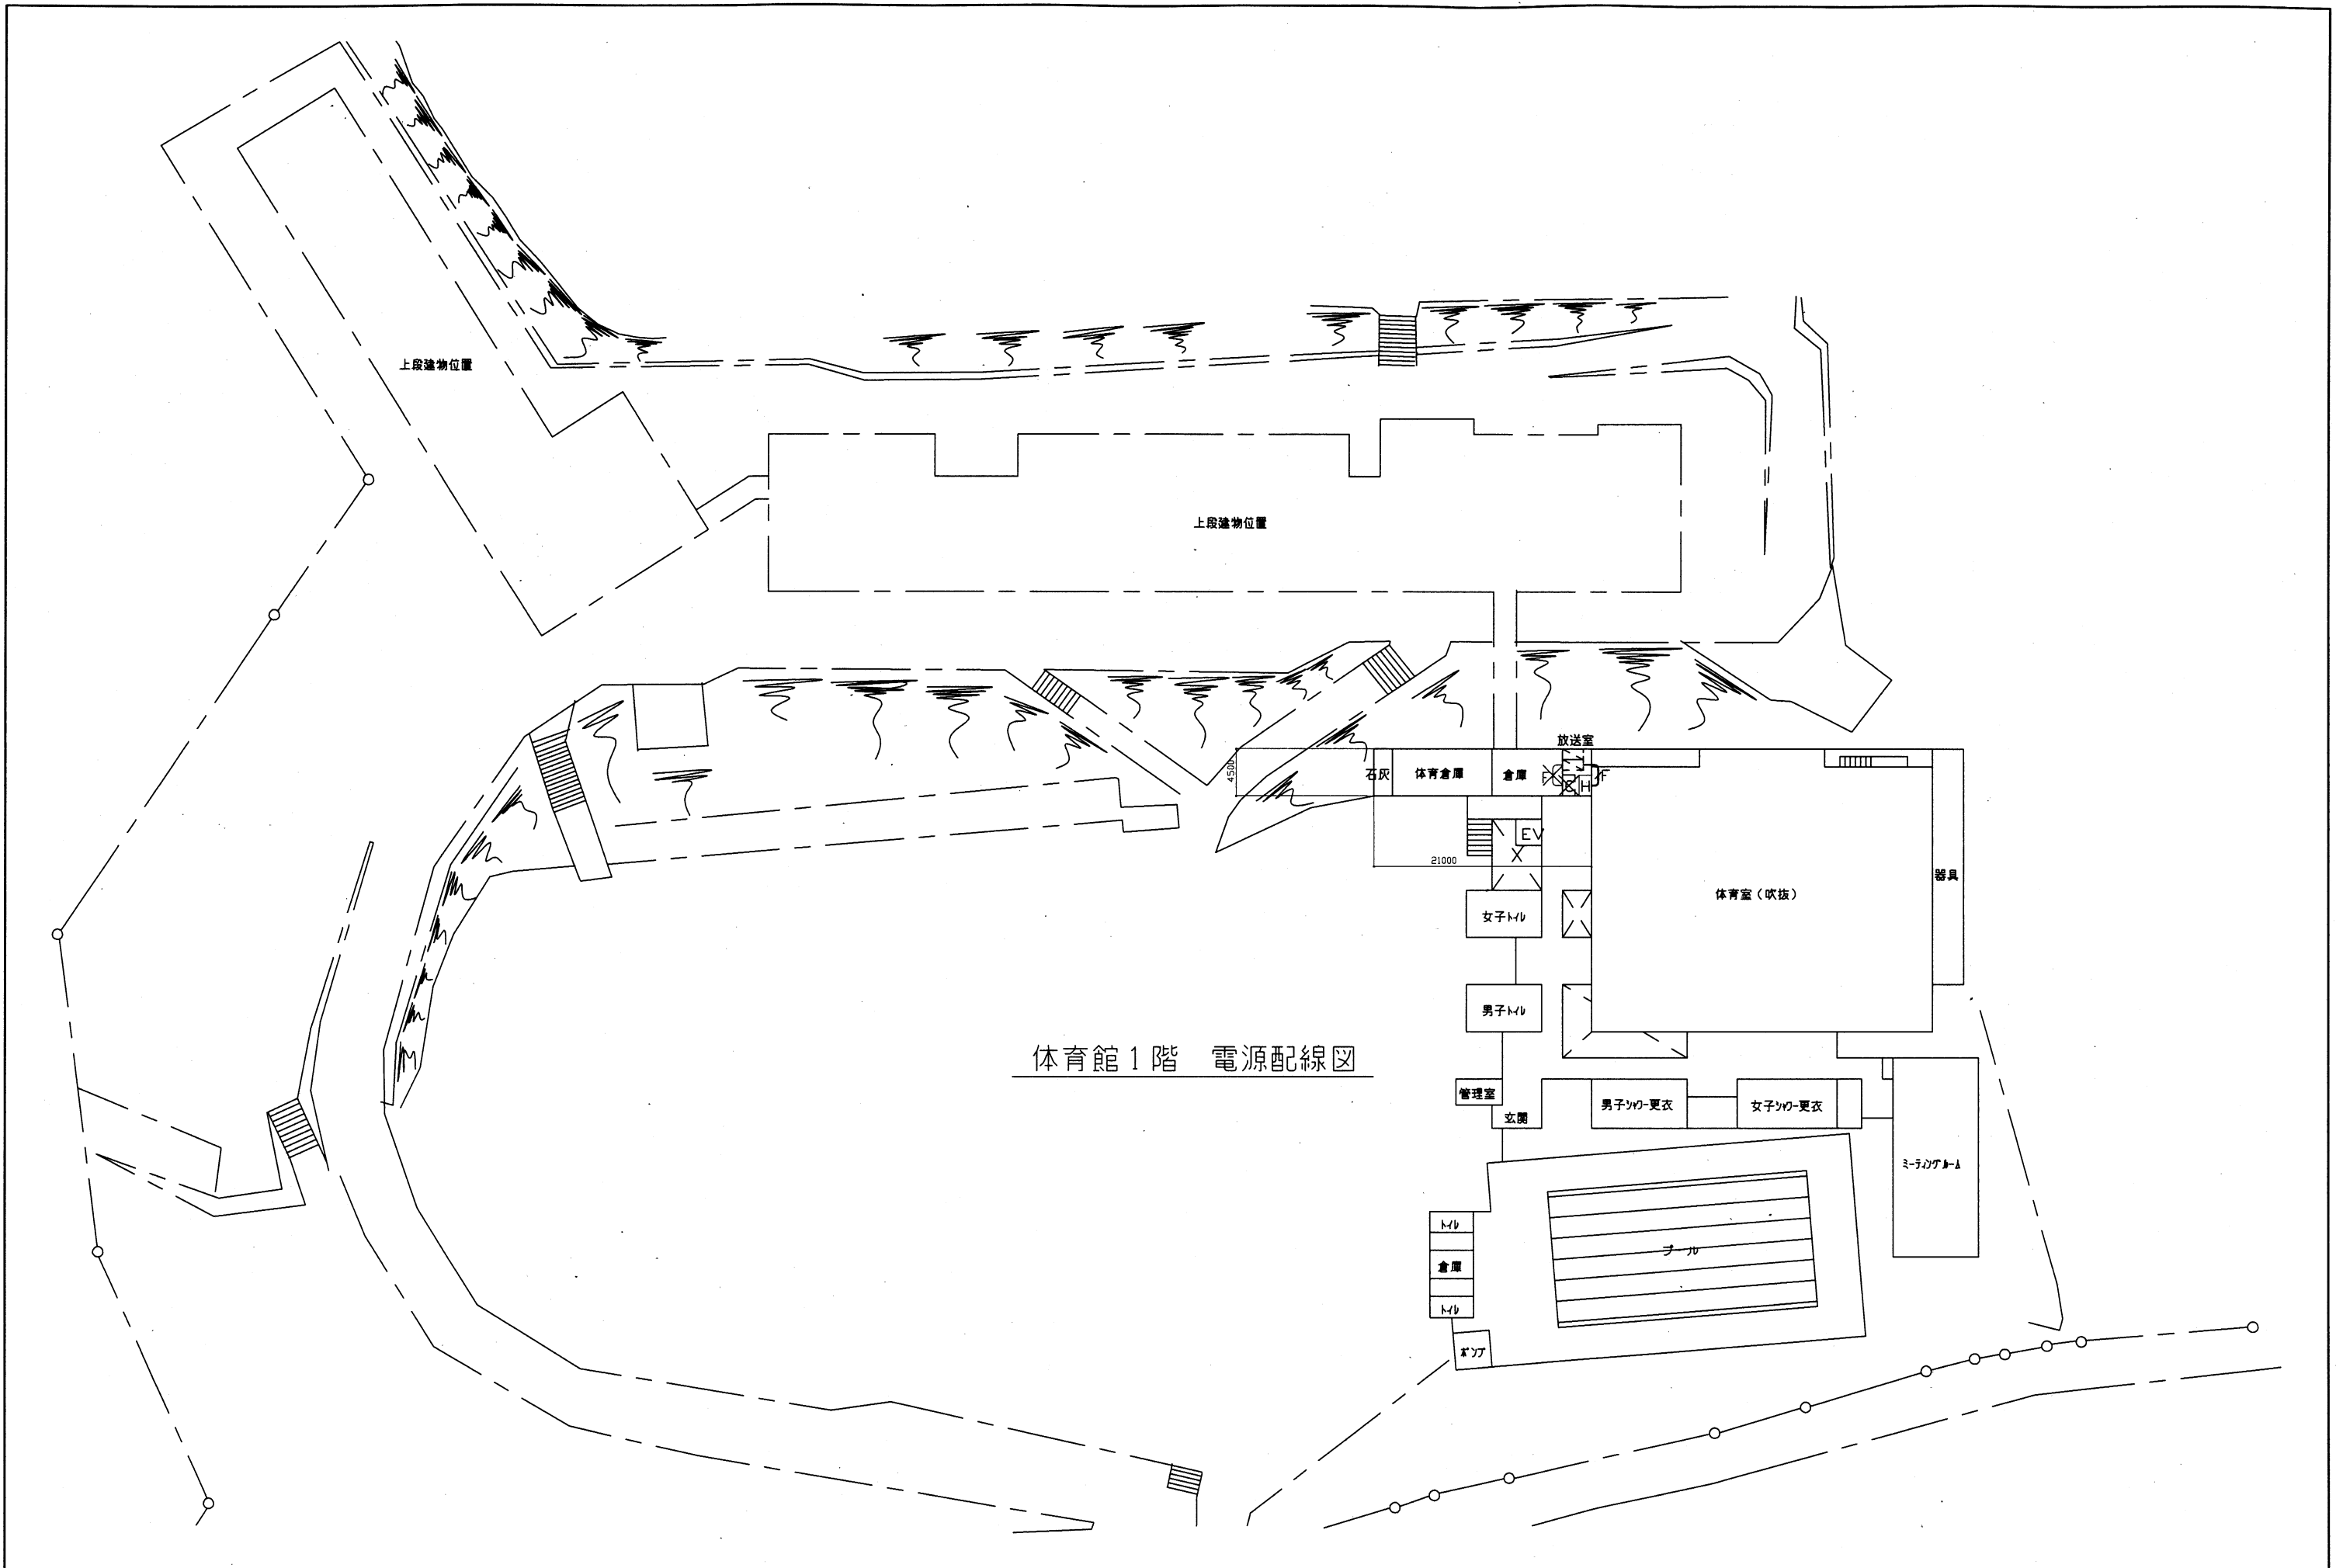 上段建物位置
上段建物位置
放送室
4500
石灰
体育倉庫
倉庫
EV
21000
体育室(吹抜)
器具
女子トイレ
男子トイレ
体育館1階 電源配線図
管理室
玄関
男子シャワー更衣
女子シャワー更衣
ミーティングルーム
トイレ
倉庫
プール
トイレ
ポンプ